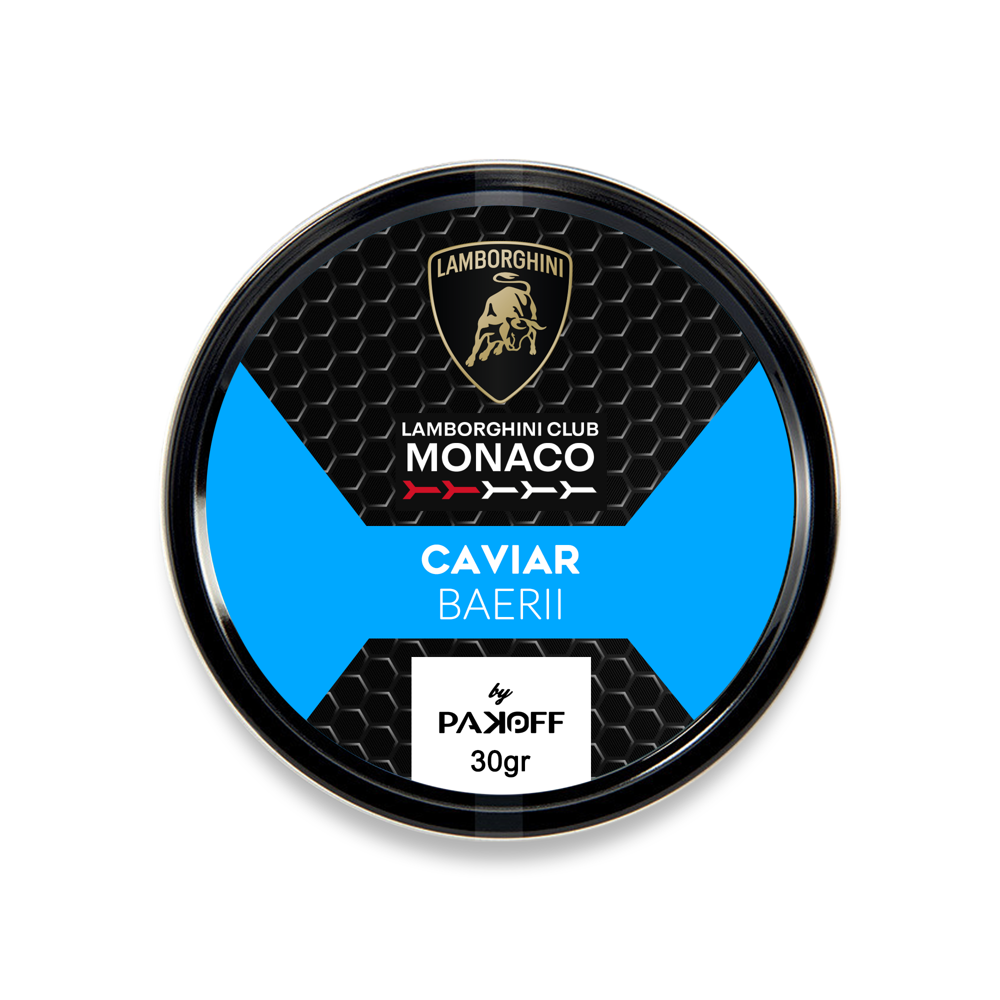 LAMBORGHINI
LAMBORGHINI CLUB
MONACO
CAVIAR
BAERII
by
PAKOFF
30gr